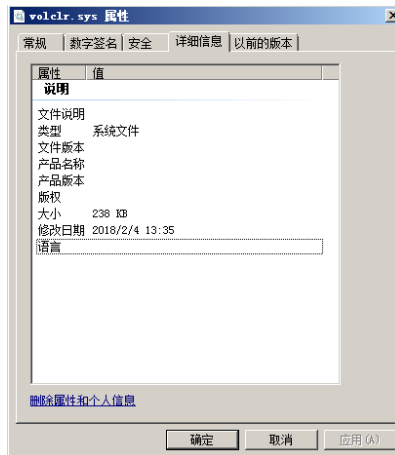 volclr.sys 属性
常规 数字签名 安全 详细信息 以前的版本
属性 值
说明
文件说明
类型 系统文件
文件版本
产品名称
产品版本
版权
大小 238 KB
修改日期 2018/2/4 13:35
语言
删除属性和个人信息
确定 取消 应用(A)